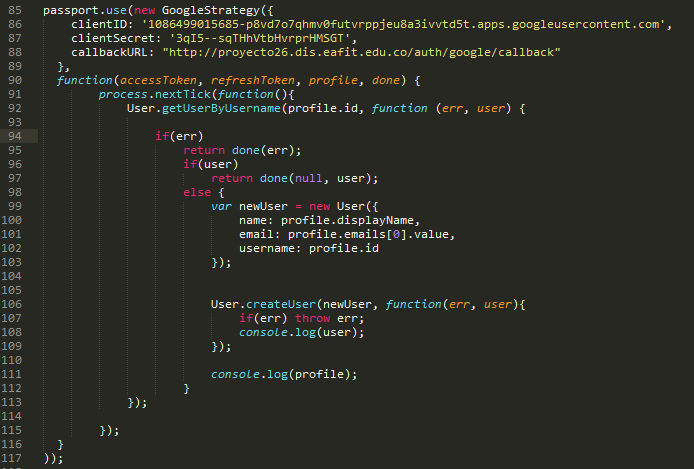 85 passport.use(new GoogleStrategy({
86 clientID: '1086499015685-p8vd7o7qhmv0futvrppjeu8a3ivvtd5t.apps.googleusercontent.com',
87 clientSecret: '3qI5--sqTHhVtbHvrprHMSGT',
88 callbackURL: "http://proyecto26.dis.eafit.edu.co/auth/google/callback"
89 },
90 function(accessToken, refreshToken, profile, done) {
91 process.nextTick(function(){
92 User.getUserByUsername(profile.id, function (err, user) {
93
94 if(err)
95 return done(err);
96 if(user)
97 return done(null, user);
98 else {
99 var newUser = new User({
100 name: profile.displayName,
101 email: profile.emails[0].value,
102 username: profile.id
103 });
104
105
106 User.createUser(newUser, function(err, user){
107 if(err) throw err;
108 console.log(user);
109 });
110
111 console.log(profile);
112 }
113 });
114
115 });
116 }
117 ));